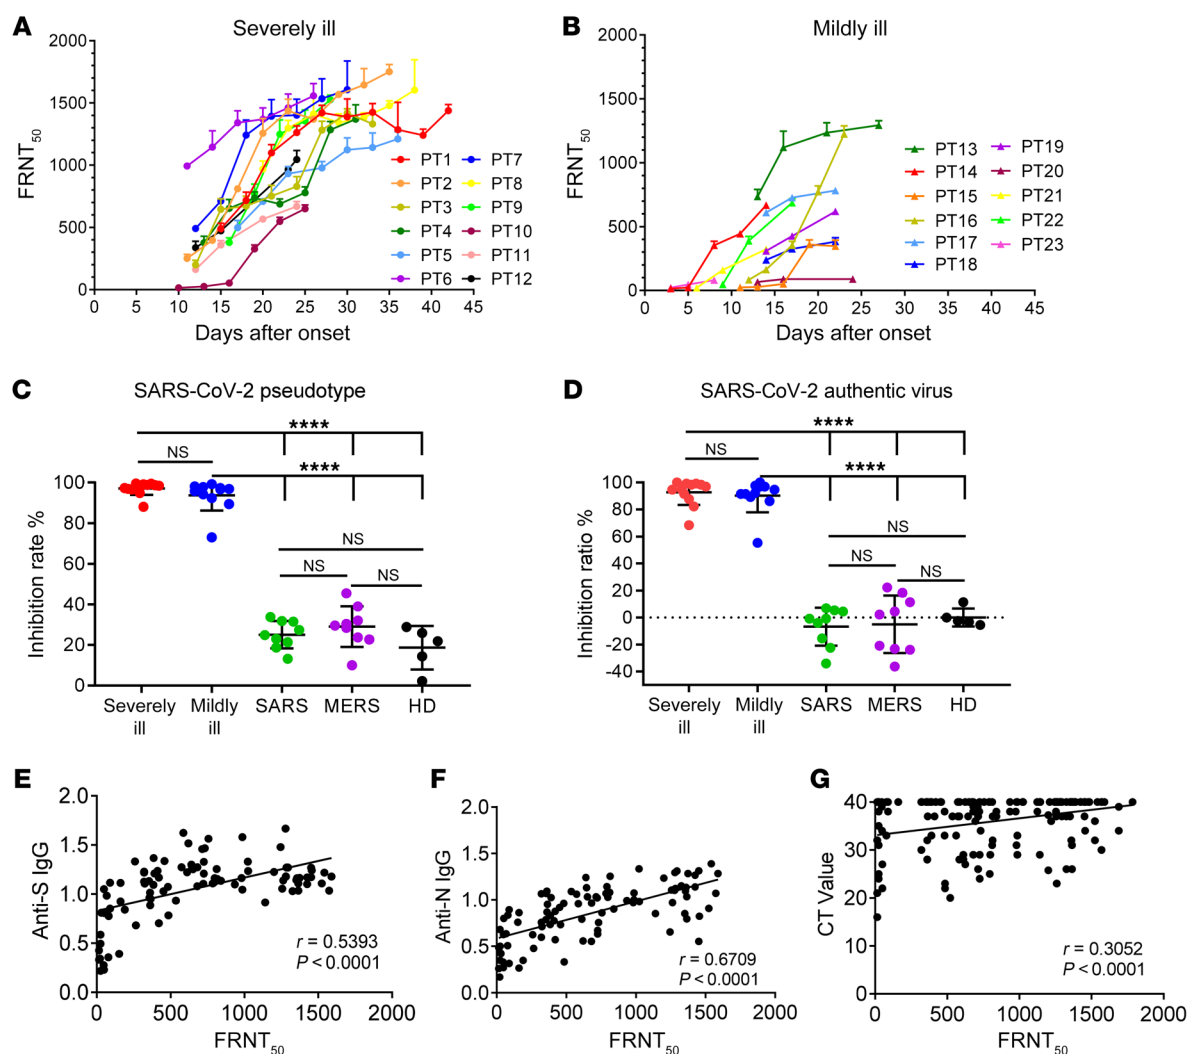 A
Severely ill
2000
1500
1000
500
0
FRNT50
0 5 10 15 20 25 30 35 40 45
Days after onset
PT1 PT7
PT2 PT8
PT3 PT9
PT4 PT10
PT5 PT11
PT6 PT12
B
Mildly ill
2000
1500
1000
500
0
FRNT50
0 5 10 15 20 25 30 35 40 45
Days after onset
PT13 PT19
PT14 PT20
PT15 PT21
PT16 PT22
PT17 PT23
PT18
C
SARS-CoV-2 pseudotype
****
NS
****
NS
NS NS
100
80
60
40
20
0
Inhibition rate %
Severely ill Mildly ill SARS MERS HD
D
SARS-CoV-2 authentic virus
****
NS
****
NS
NS
NS
100
80
60
40
20
0
-20
-40
Inhibition ratio %
Severely ill Mildly ill SARS MERS HD
E
2.0
1.5
1.0
0.5
0.0
Anti-S IgG
r = 0.5393
P < 0.0001
0 500 1000 1500 2000
FRNT50
F
2.0
1.5
1.0
0.5
0.0
Anti-N IgG
r = 0.6709
P < 0.0001
0 500 1000 1500 2000
FRNT50
G
40
30
20
10
0
CT Value
r = 0.3052
P < 0.0001
0 500 1000 1500 2000
FRNT50